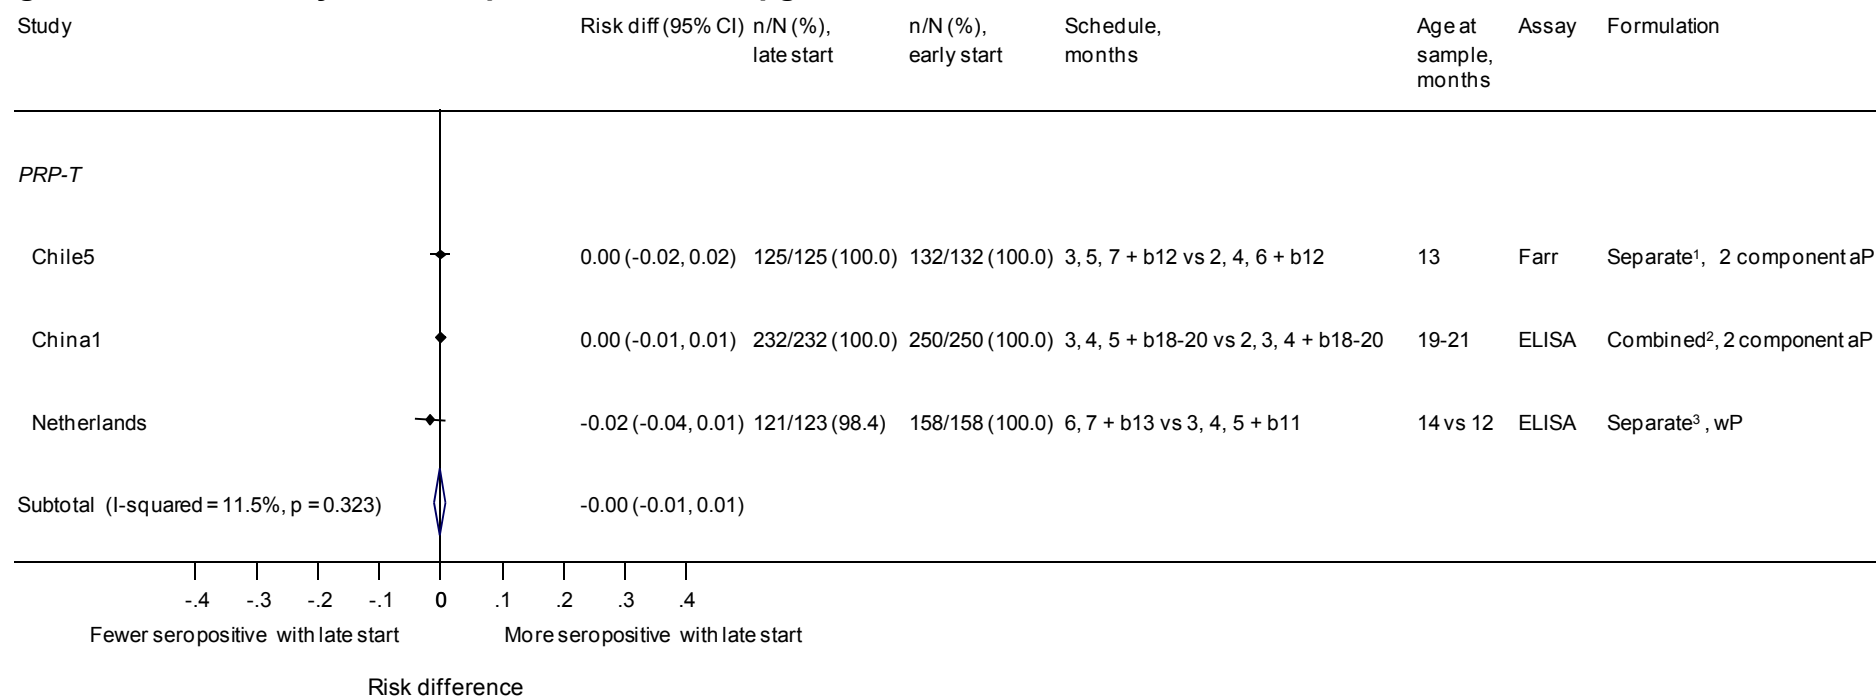 Study Risk diff (95% CI) n/N (%), n/N (%), Schedule, Age at Assay Formulation
late start early start months sample,
months
PRP-T
Chile5 0.00 (-0.02, 0.02) 125/125 (100.0) 132/132 (100.0) 3, 5, 7 + b12 vs 2, 4, 6 + b12 13 Farr Separate¹, 2 component aP
China1 0.00 (-0.01, 0.01) 232/232 (100.0) 250/250 (100.0) 3, 4, 5 + b18-20 vs 2, 3, 4 + b18-20 19-21 ELISA Combined², 2 component aP
Netherlands -0.02 (-0.04, 0.01) 121/123 (98.4) 158/158 (100.0) 6, 7 + b13 vs 3, 4, 5 + b11 14 vs 12 ELISA Separate³ , wP
Subtotal (I-squared = 11.5%, p = 0.323) -0.00 (-0.01, 0.01)
-.4 -.3 -.2 -.1 0 .1 .2 .3 .4
Fewer seropositive with late start More seropositive with late start
Risk difference